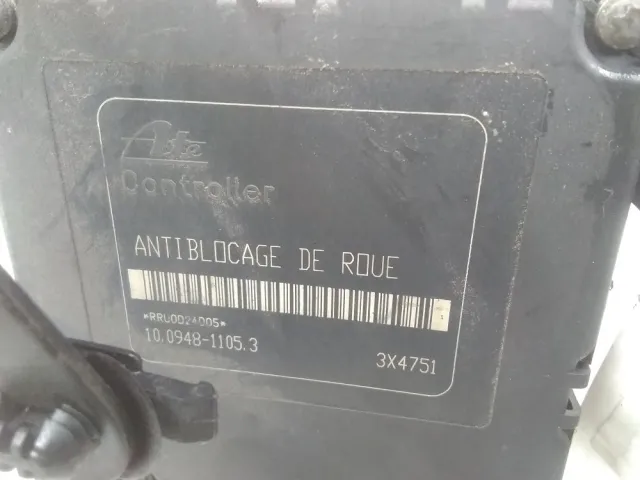 Ate
Controller
ANTIBLOCAGE DE ROUE
*RRU0024005*
10.0948-1105.3
3X4751